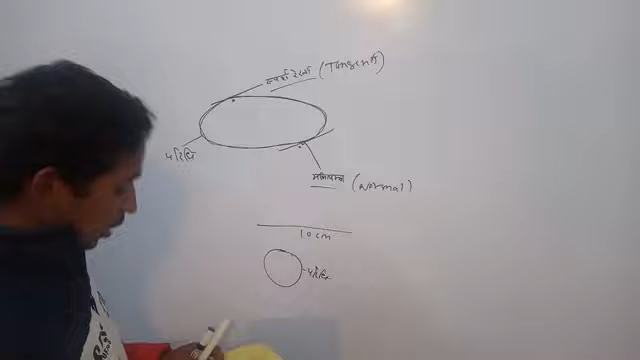 स्पर्श रेखा (Tangent)
परिधि
अभिलम्ब (Normal)
10 cm
परिधि